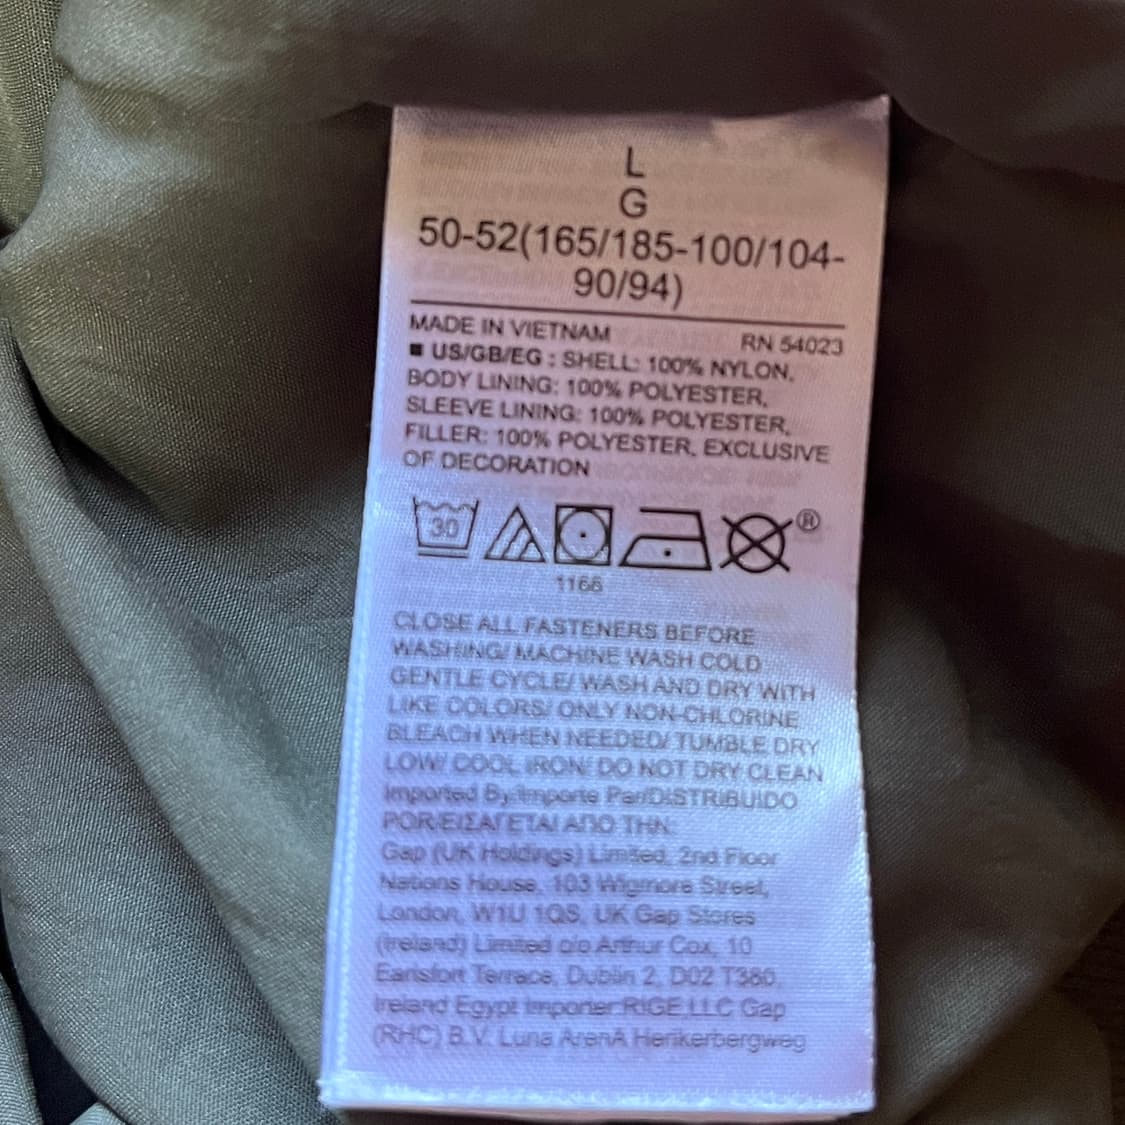 L
G
50-52(165/185-100/104-
90/94)
MADE IN VIETNAM RN 54023
■ US/GB/EG : SHELL: 100% NYLON,
BODY LINING: 100% POLYESTER,
SLEEVE LINING: 100% POLYESTER,
FILLER: 100% POLYESTER, EXCLUSIVE
OF DECORATION
30
®
1166
CLOSE ALL FASTENERS BEFORE
WASHING/ MACHINE WASH COLD
GENTLE CYCLE/ WASH AND DRY WITH
LIKE COLORS/ ONLY NON-CHLORINE
BLEACH WHEN NEEDED/ TUMBLE DRY
LOW/ COOL IRON/ DO NOT DRY CLEAN
Imported By/Importe Par/DISTRIBUIDO
POR/ΕΙΣΑΓΕΤΑΙ ΑΠΟ ΤΗΝ:
Gap (UK Holdings) Limited, 2nd Floor
Nations House, 103 Wigmore Street,
London, W1U 1QS, UK Gap Stores
(Ireland) Limited c/o Arthur Cox, 10
Earlsfort Terrace, Dublin 2, D02 T380,
Ireland Egypt Importer:RIGE LLC Gap
(RHC) B.V. Luna ArenA Herikerbergweg